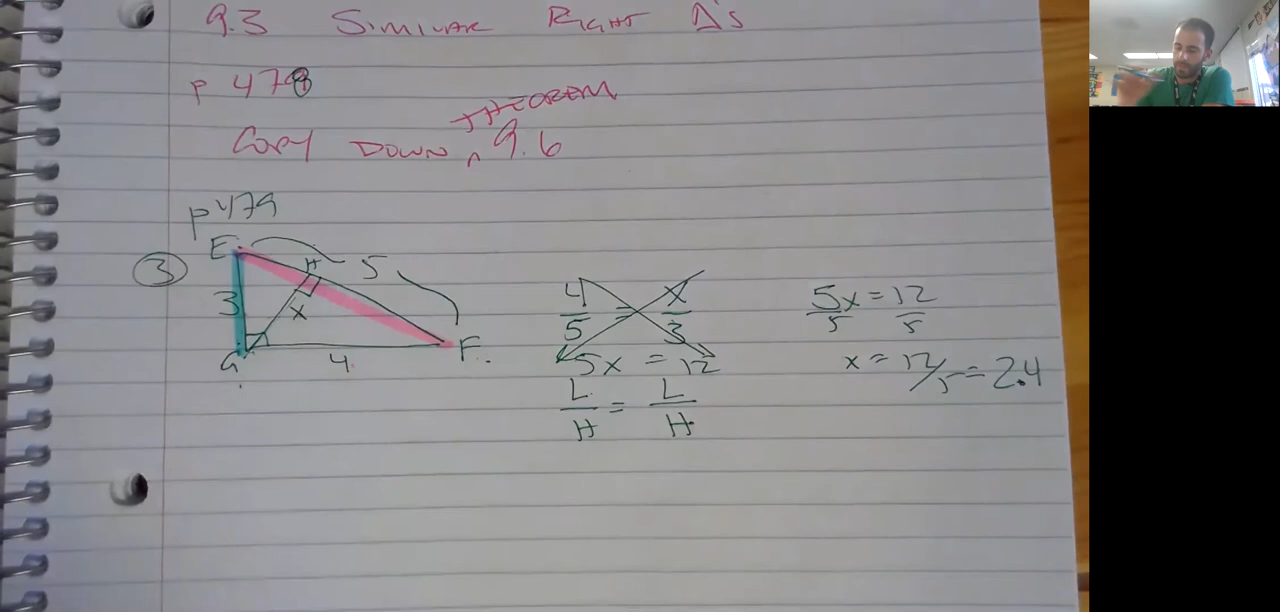 9.3 Similar Right Δ's
p 478
Theorem
Copy Down ^ 9.6
p 479
3
E
H
5
3
x
G
4
F
4/5 = x/3
5x = 12
L/H = L/H
5x/5 = 12/5
x = 12/5 = 2.4